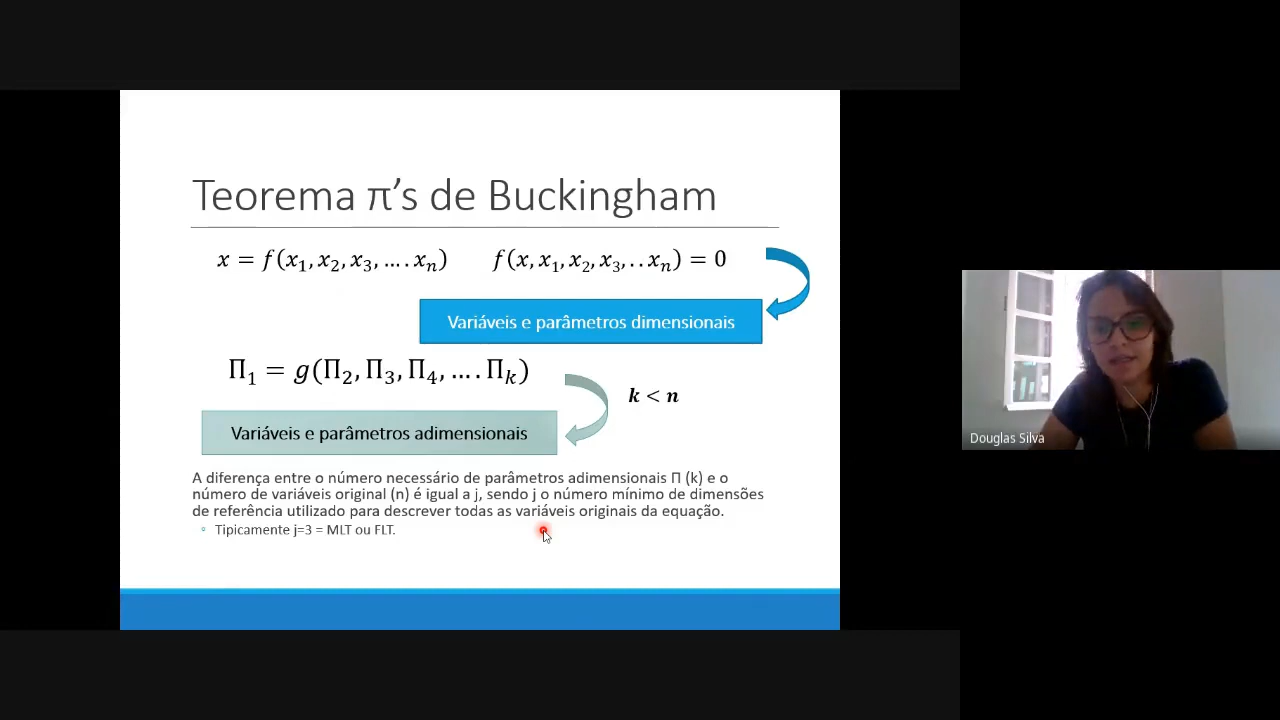 Teorema π’s de Buckingham
x = f(x₁, x₂, x₃, … . xₙ)    f(x, x₁, x₂, x₃, . . xₙ) = 0
Variáveis e parâmetros dimensionais
Π₁ = g(Π₂, Π₃, Π₄, … . Πₖ)
k < n
Variáveis e parâmetros adimensionais
A diferença entre o número necessário de parâmetros adimensionais Π (k) e o
número de variáveis original (n) é igual a j, sendo j o número mínimo de dimensões
de referência utilizado para descrever todas as variáveis originais da equação.
◦ Tipicamente j=3 = MLT ou FLT.
Douglas Silva